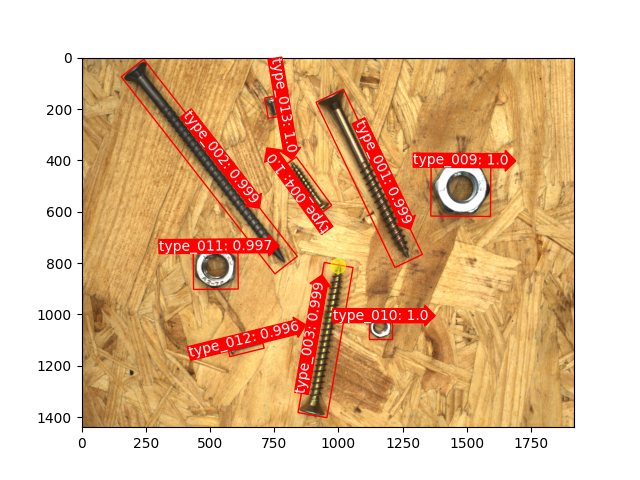 0
200
400
600
800
1000
1200
1400
0
250
500
750
1000
1250
1500
1750
type_013: 1.0
type_002: 0.999
type_004: 1.0
type_001: 0.999
type_009: 1.0
type_011: 0.997
type_003: 0.999
type_010: 1.0
type_012: 0.996